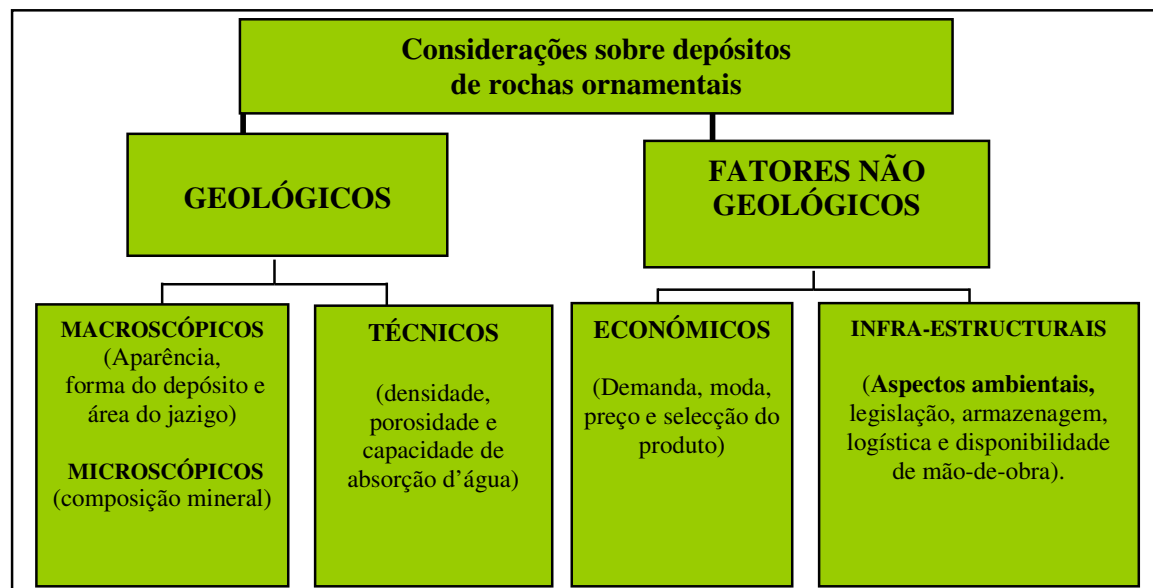 Considerações sobre depósitos
de rochas ornamentais
GEOLÓGICOS
FATORES NÃO
GEOLÓGICOS
MACROSCÓPICOS
(Aparência,
forma do depósito e
área do jazigo)
MICROSCÓPICOS
(composição mineral)
TÉCNICOS
(densidade,
porosidade e
capacidade de
absorção d’água)
ECONÓMICOS
(Demanda, moda,
preço e selecção do
produto)
INFRA-ESTRUCTURAIS
(Aspectos ambientais,
legislação, armazenagem,
logística e disponibilidade
de mão-de-obra).